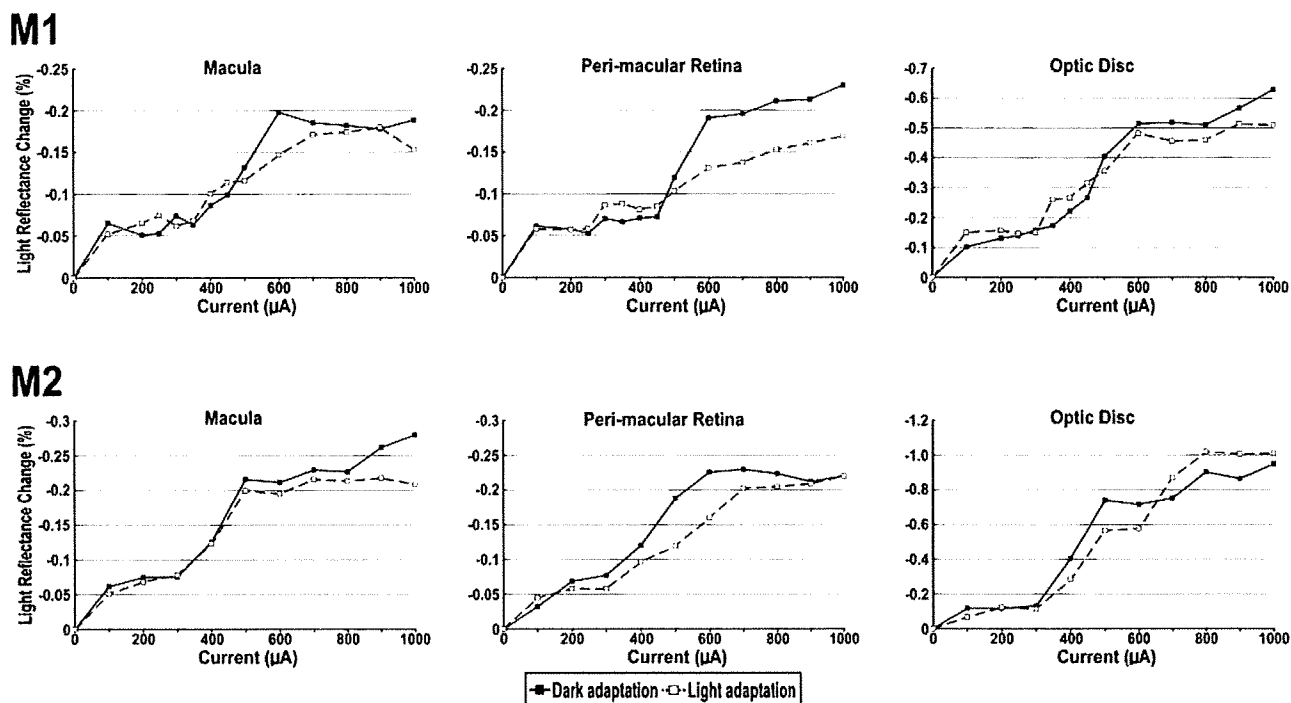 M1
Macula
Peri-macular Retina
Optic Disc
Light Reflectance Change (%)
-0.25
-0.2
-0.15
-0.1
-0.05
0
0 200 400 600 800 1000
Current (µA)
-0.25
-0.2
-0.15
-0.1
-0.05
0
0 200 400 600 800 1000
Current (µA)
-0.7
-0.6
-0.5
-0.4
-0.3
-0.2
-0.1
0
0 200 400 600 800 1000
Current (µA)
M2
Macula
Peri-macular Retina
Optic Disc
Light Reflectance Change (%)
-0.3
-0.25
-0.2
-0.15
-0.1
-0.05
0
0 200 400 600 800 1000
Current (µA)
-0.3
-0.25
-0.2
-0.15
-0.1
-0.05
0
0 200 400 600 800 1000
Current (µA)
-1.2
-1.0
-0.8
-0.6
-0.4
-0.2
0
0 200 400 600 800 1000
Current (µA)
Dark adaptation Light adaptation